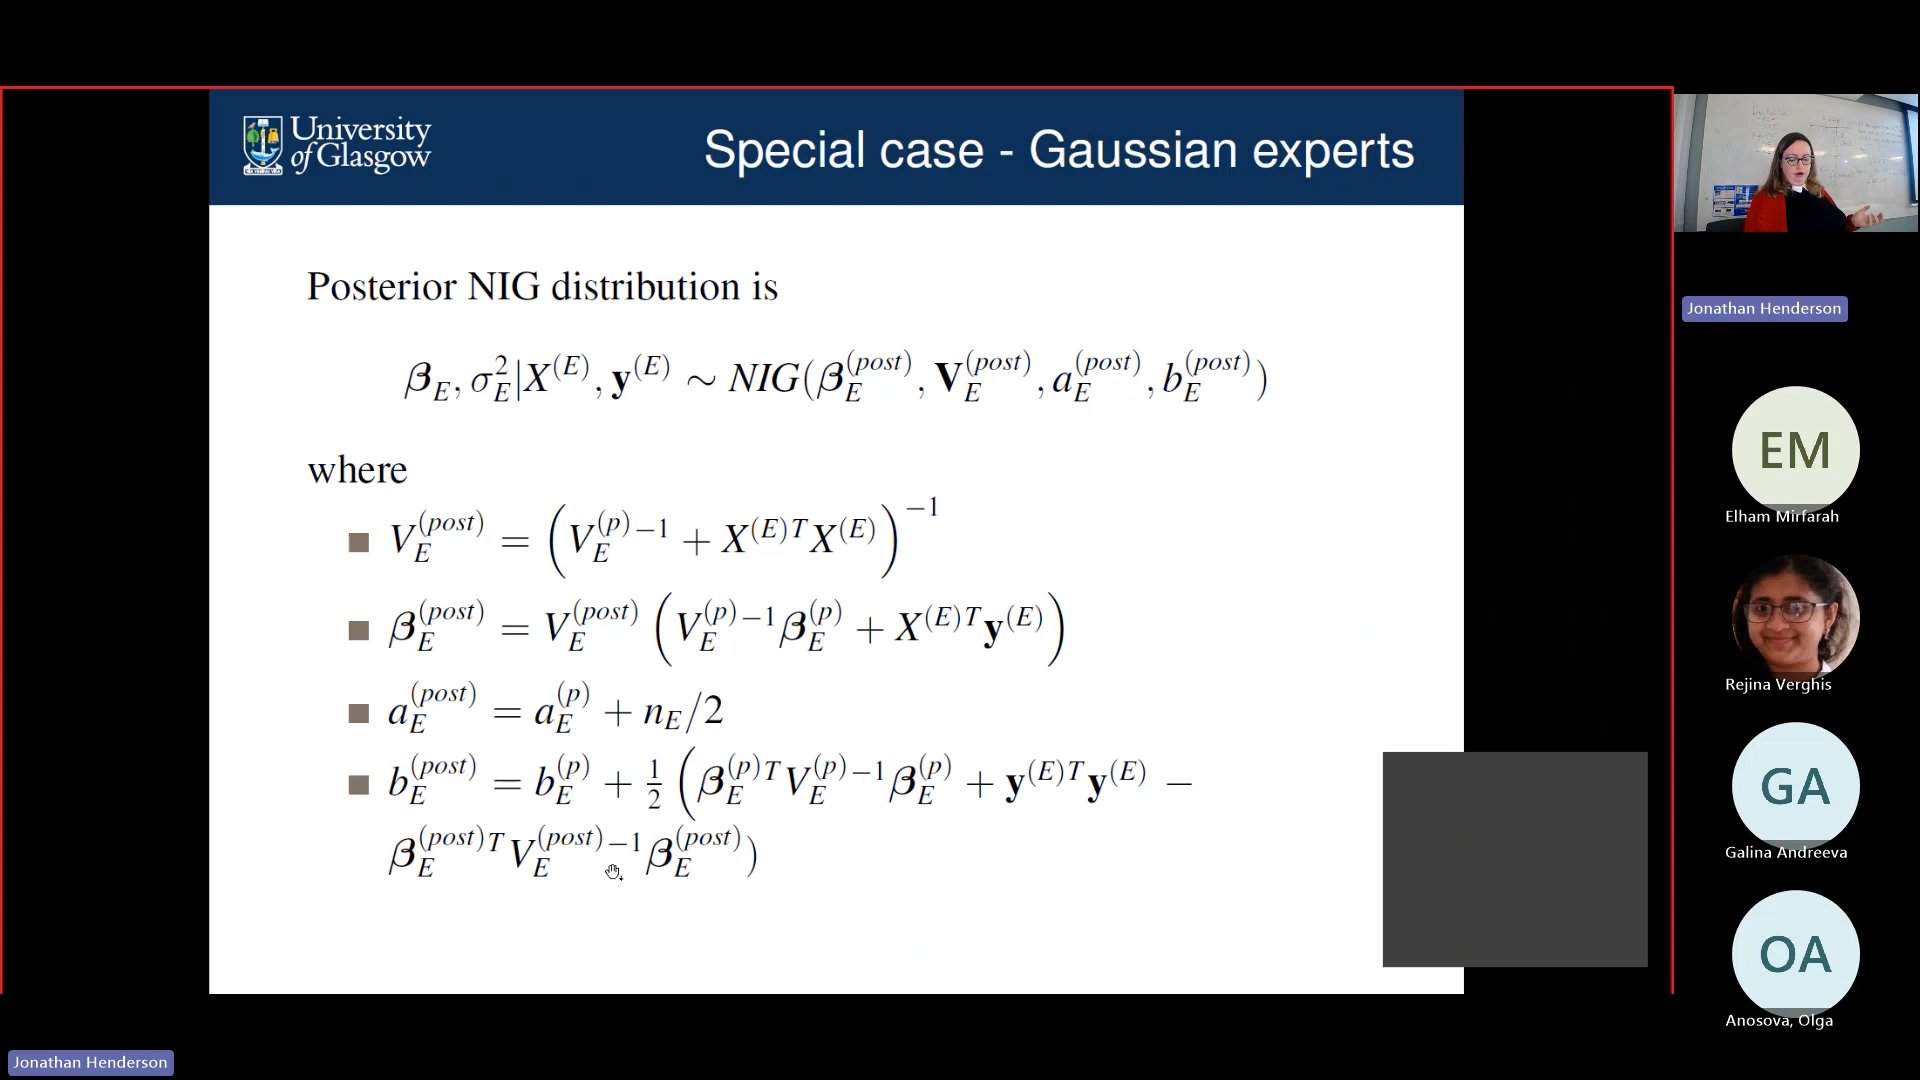 University
of Glasgow
Special case - Gaussian experts
Posterior NIG distribution is
β_E, σ²_E|X^(E), y^(E) ∼ NIG(β_E^(post), V_E^(post), a_E^(post), b_E^(post))
where
■ V_E^(post) = (V_E^(p)−1 + X^(E)T X^(E))^−1
■ β_E^(post) = V_E^(post) (V_E^(p)−1 β_E^(p) + X^(E)T y^(E))
■ a_E^(post) = a_E^(p) + n_E/2
■ b_E^(post) = b_E^(p) + 1/2 (β_E^(p)T V_E^(p)−1 β_E^(p) + y^(E)T y^(E) −
β_E^(post)T V_E^(post)−1 β_E^(post))
Jonathan Henderson
EM
Elham Mirfarah
Rejina Verghis
GA
Galina Andreeva
OA
Anosova, Olga
Jonathan Henderson